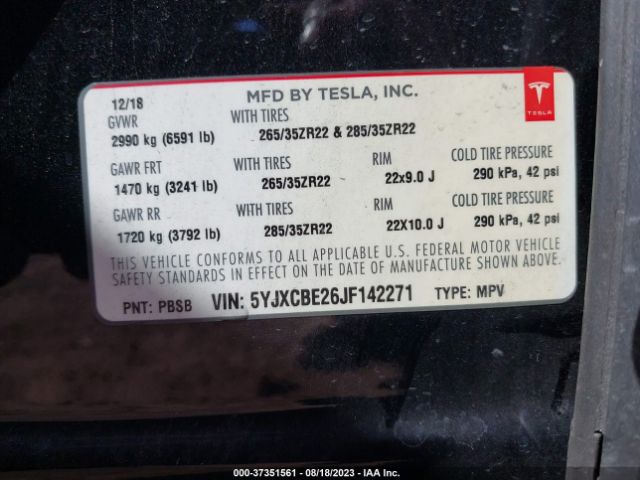 12/18 MFD BY TESLA, INC.
GVWR WITH TIRES
2990 kg (6591 lb) 265/35ZR22 & 285/35ZR22
GAWR FRT WITH TIRES RIM COLD TIRE PRESSURE
1470 kg (3241 lb) 265/35ZR22 22x9.0 J 290 kPa, 42 psi
GAWR RR WITH TIRES RIM COLD TIRE PRESSURE
1720 kg (3792 lb) 285/35ZR22 22X10.0 J 290 kPa, 42 psi
THIS VEHICLE CONFORMS TO ALL APPLICABLE U.S. FEDERAL MOTOR VEHICLE
SAFETY STANDARDS IN EFFECT ON THE DATE OF MANUFACTURE SHOWN ABOVE.
PNT: PBSB VIN: 5YJXCBE26JF142271 TYPE: MPV
TESLA
000-37351561 - 08/18/2023 - IAA Inc.